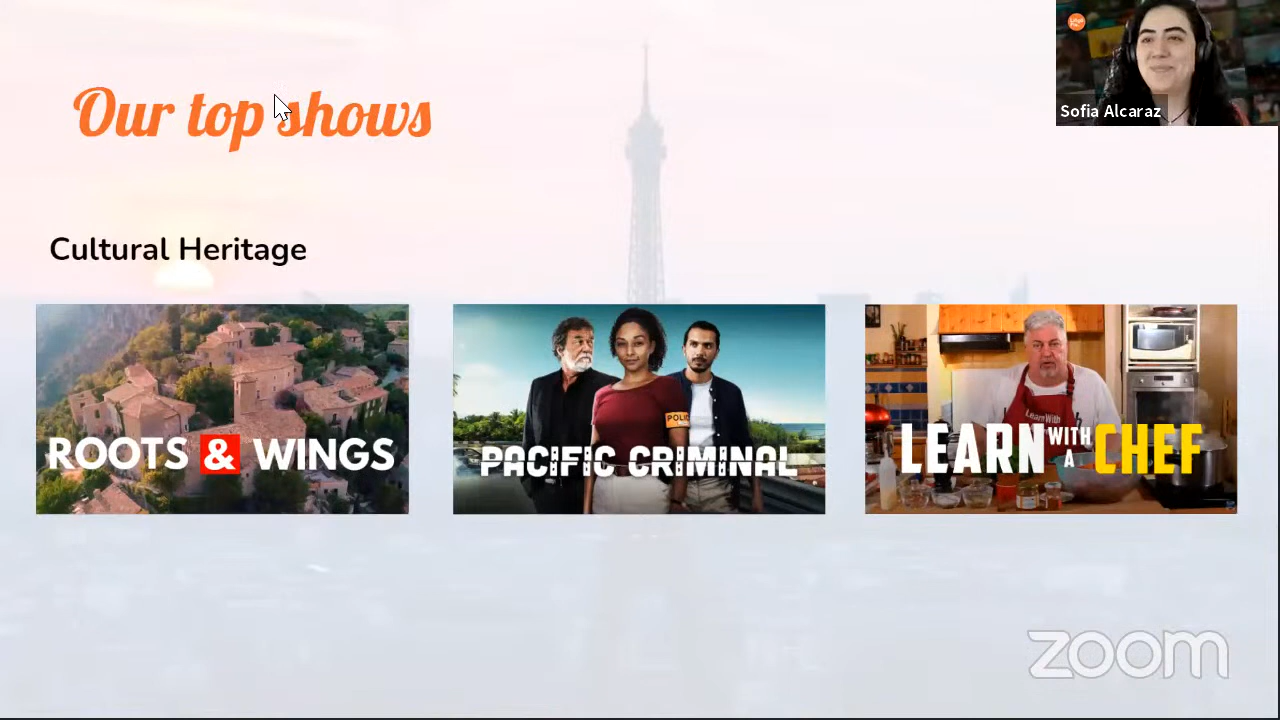 Our top shows
Sofia Alcaraz
Cultural Heritage
ROOTS & WINGS
PACIFIC CRIMINAL
LEARN WITH A CHEF
zoom